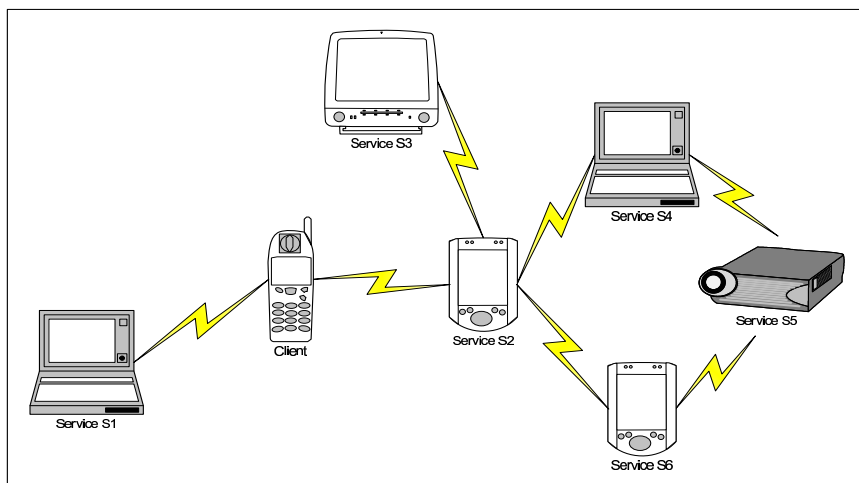 Service S3
Service S4
Service S5
Client
Service S2
Service S1
Service S6